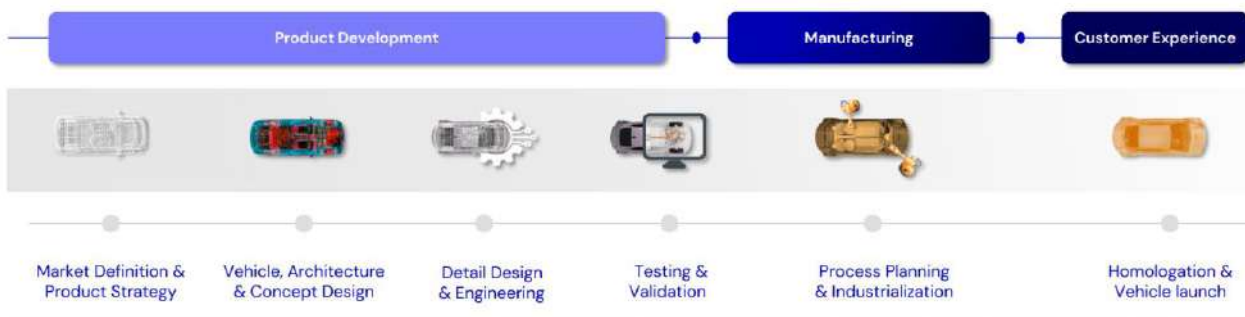 Product Development
Manufacturing
Customer Experience
Market Definition &
Product Strategy
Vehicle, Architecture
& Concept Design
Detail Design
& Engineering
Testing &
Validation
Process Planning
& Industrialization
Homologation &
Vehicle launch